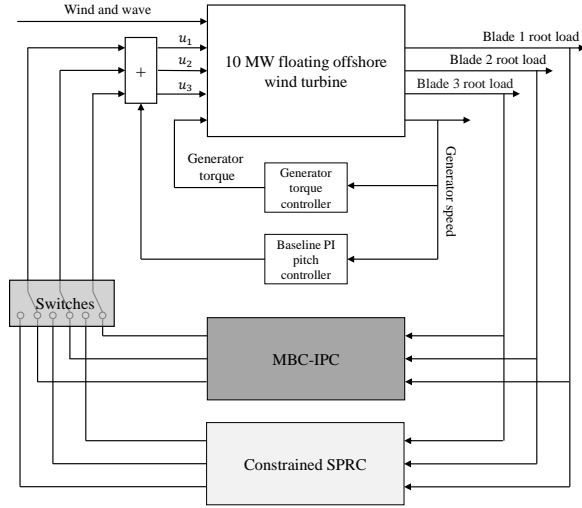 Wind and wave
u₁
u₂
u₃
+
10 MW floating offshore
wind turbine
Blade 1 root load
Blade 2 root load
Blade 3 root load
Generator
torque
Generator
torque
controller
Generator speed
Baseline PI
pitch
controller
Switches
MBC-IPC
Constrained SPRC